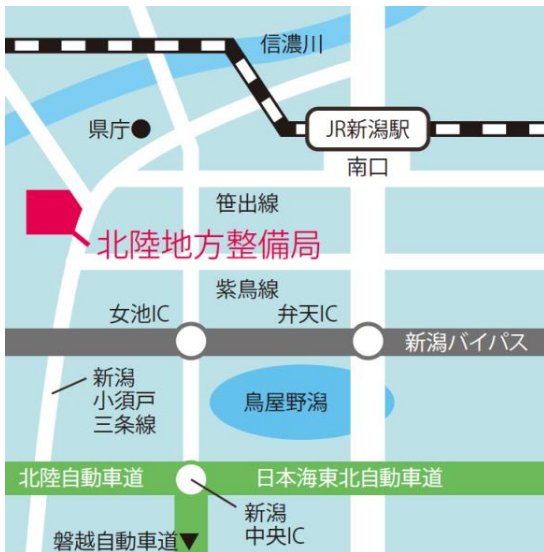 信濃川
県庁
JR新潟駅
南口
笹出線
北陸地方整備局
紫鳥線
女池IC
弁天IC
新潟バイパス
新潟
小須戸
三条線
鳥屋野潟
北陸自動車道
日本海東北自動車道
新潟
中央IC
磐越自動車道▼